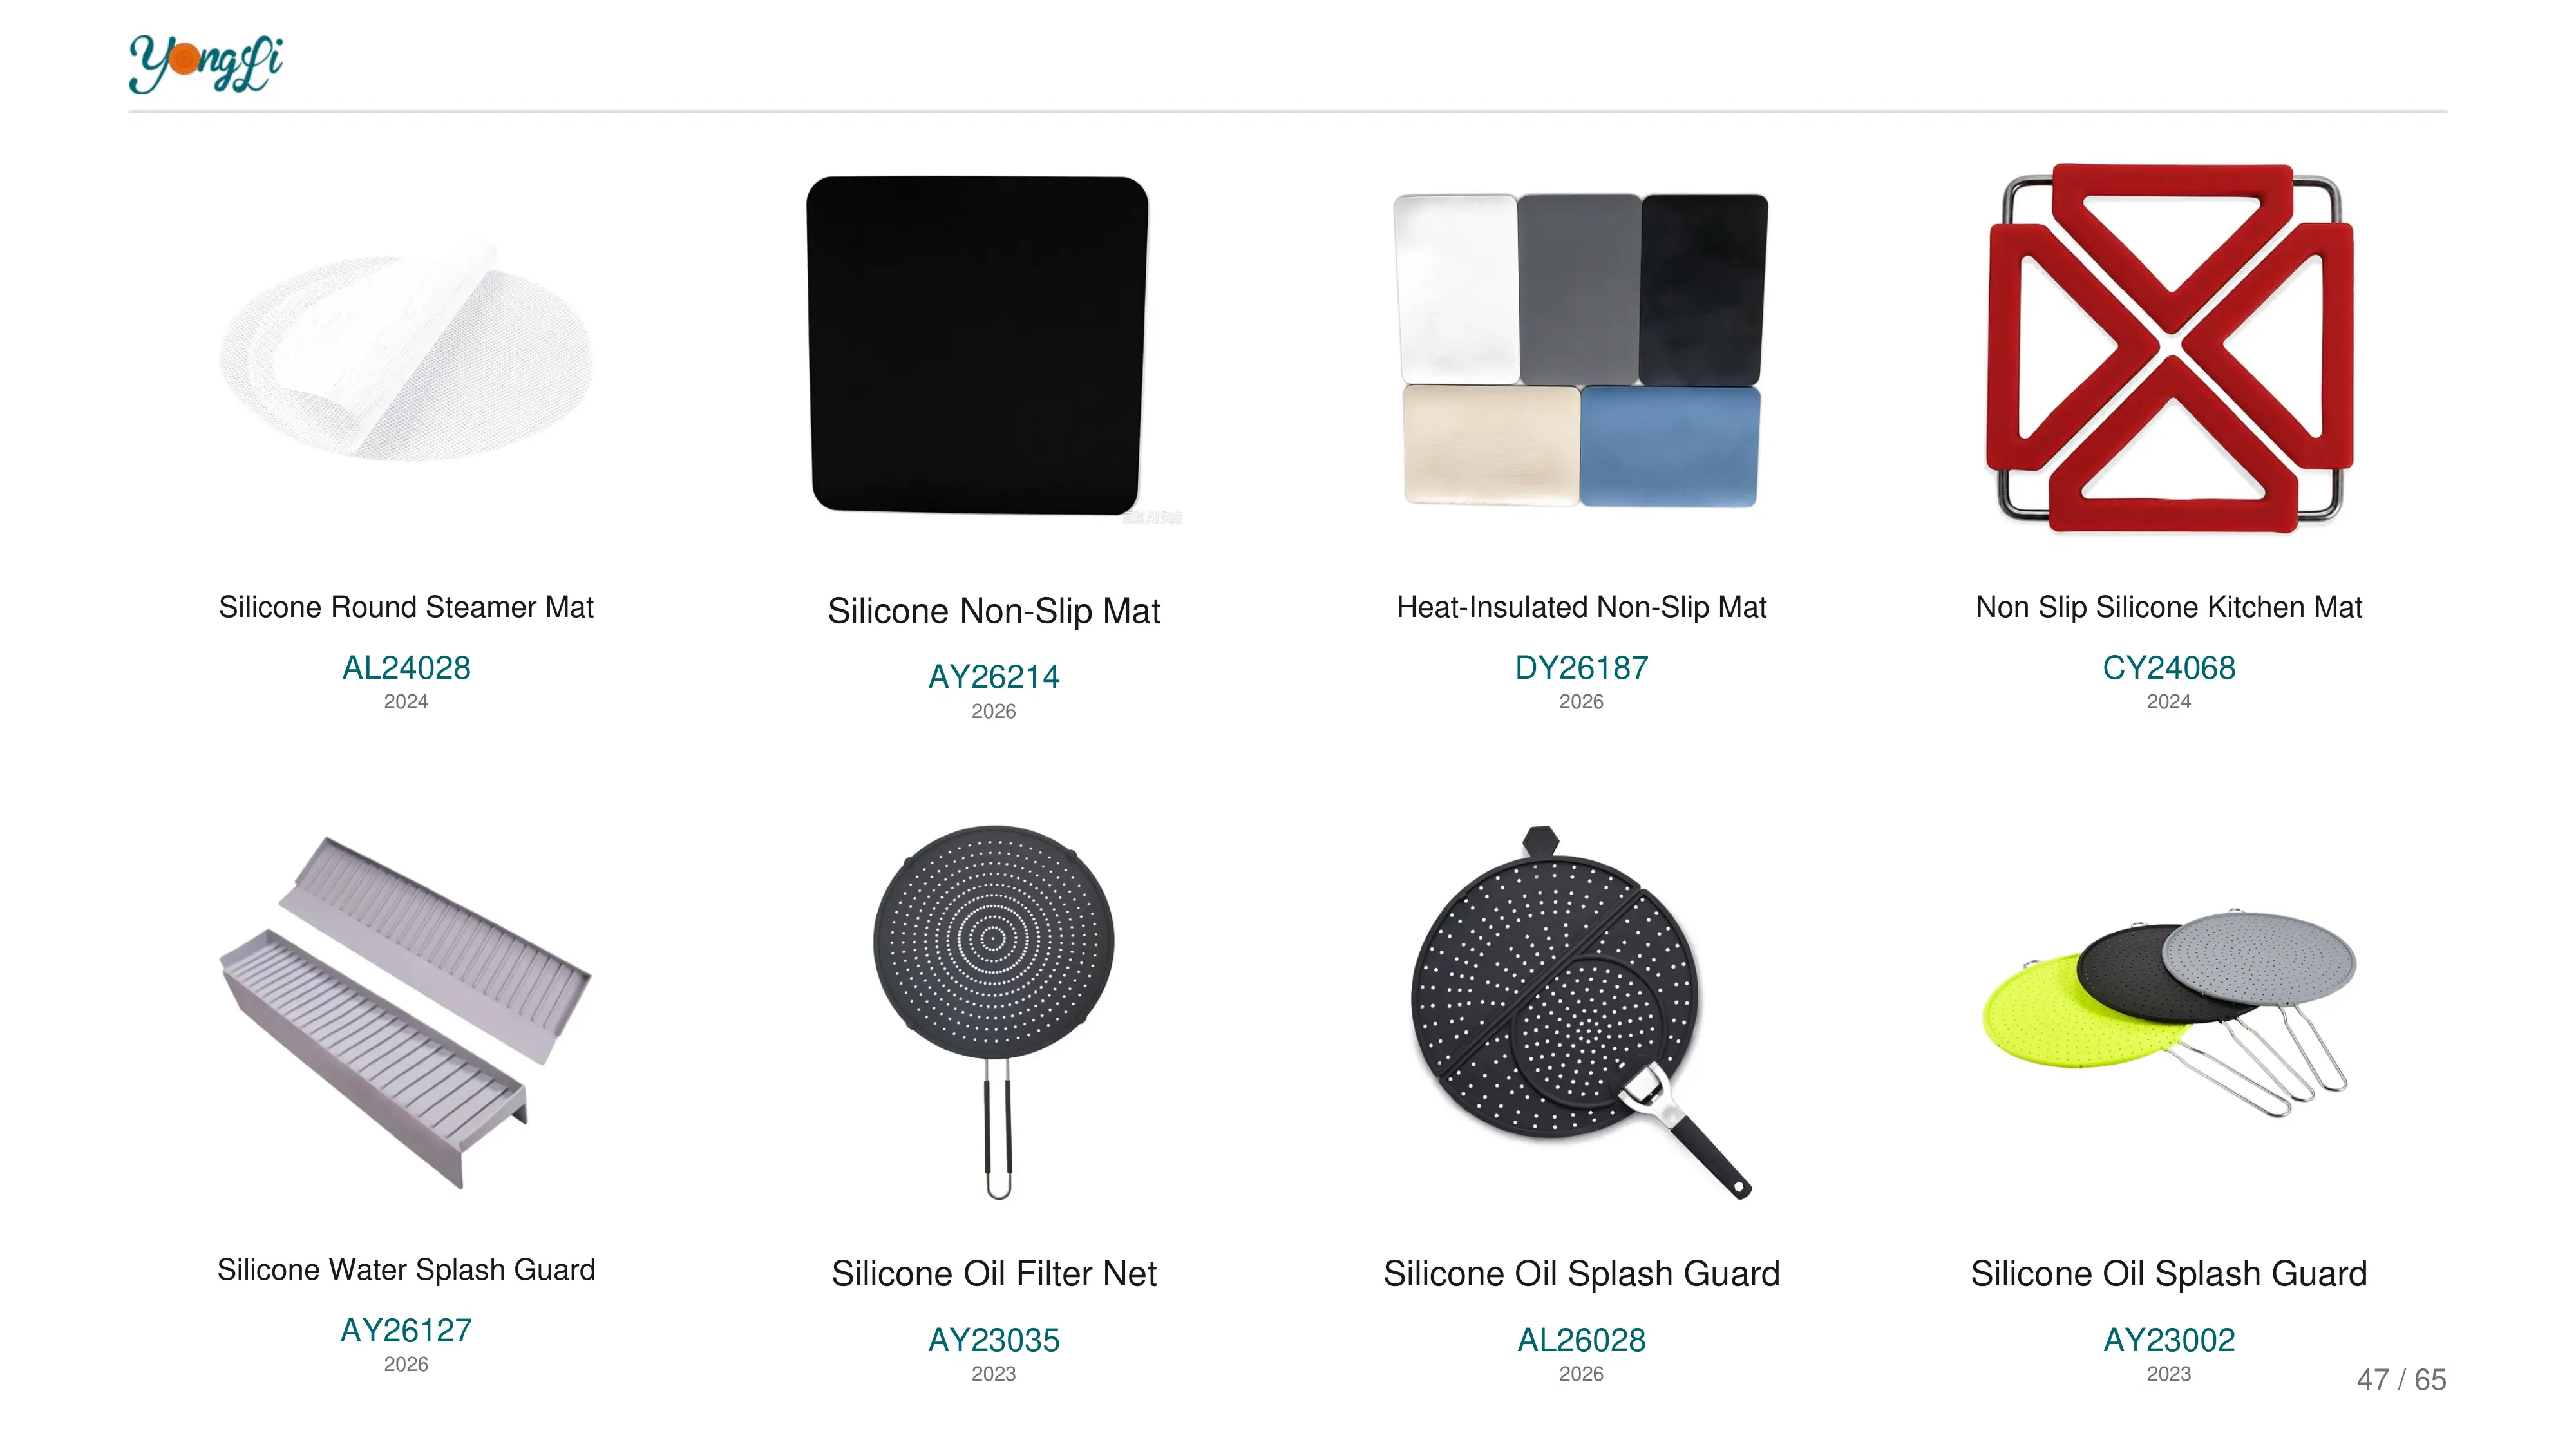 YongLi
Silicone Round Steamer Mat
AL24028
2024
Silicone Non-Slip Mat
AY26214
2026
Heat-Insulated Non-Slip Mat
DY26187
2026
Non Slip Silicone Kitchen Mat
CY24068
2024
Silicone Water Splash Guard
AY26127
2026
Silicone Oil Filter Net
AY23035
2023
Silicone Oil Splash Guard
AL26028
2026
Silicone Oil Splash Guard
AY23002
2023
47 / 65